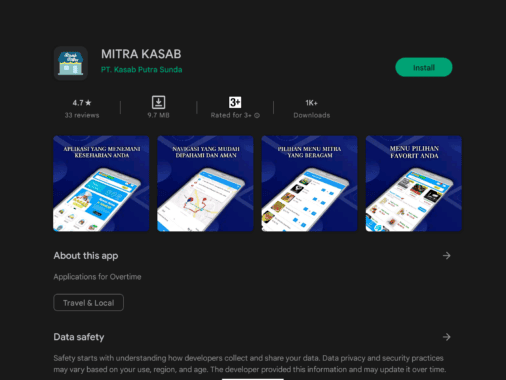 MITRA KASAB
PT. Kasab Putra Sunda
Install
4.7★
33 reviews
9.7 MB
3+
Rated for 3+
1K+
Downloads
APLIKASI YANG MENEMANI
KESEHARIAN ANDA
NAVIGASI YANG MUDAH
DIPAHAMI DAN AMAN
PILIHAN MENU MITRA
YANG BERAGAM
MENU PILIHAN
FAVORIT ANDA
About this app
Applications for Overtime
Travel & Local
Data safety
Safety starts with understanding how developers collect and share your data. Data privacy and security practices
may vary based on your use, region, and age. The developer provided this information and may update it over time.